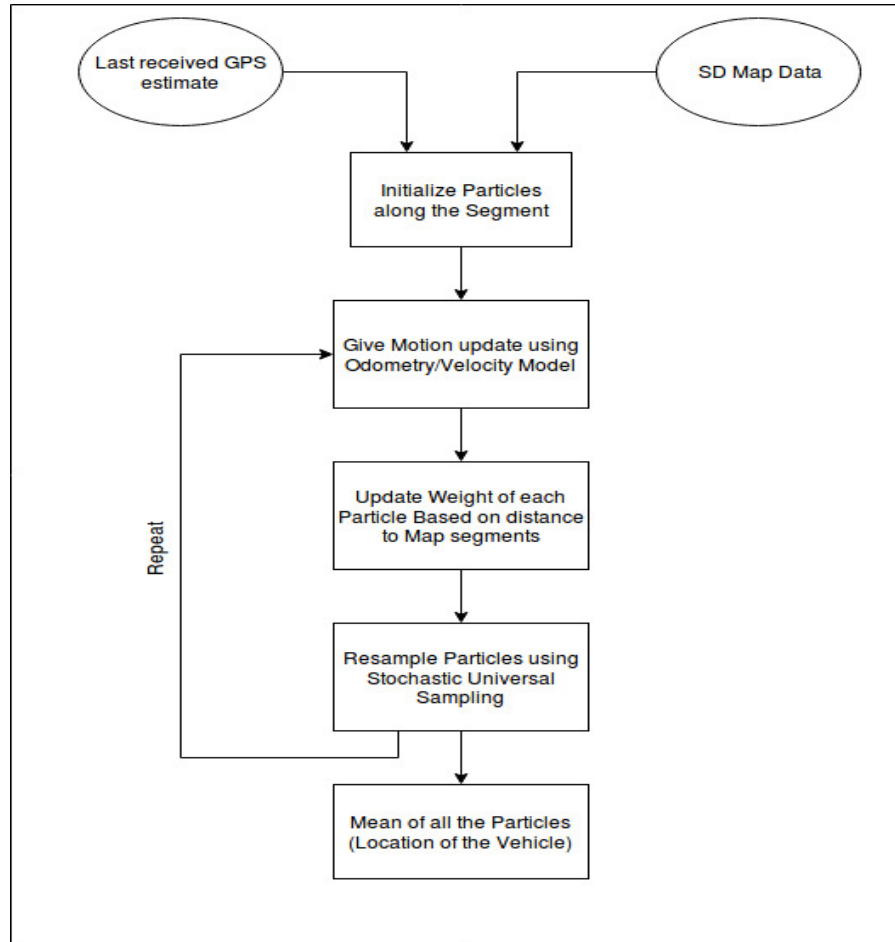 Last received GPS
estimate
SD Map Data
Initialize Particles
along the Segment
Give Motion update using
Odometry/Velocity Model
Update Weight of each
Particle Based on distance
to Map segments
Repeat
Resample Particles using
Stochastic Universal
Sampling
Mean of all the Particles
(Location of the Vehicle)